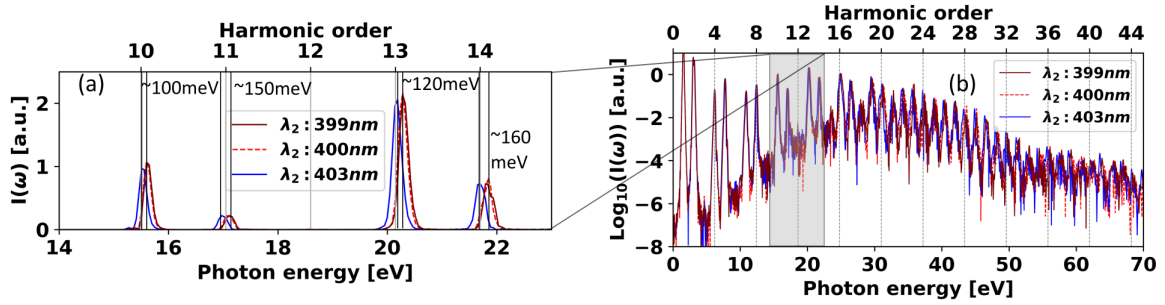 Harmonic order
10 11 12 13 14
(a)
~100meV
~150meV
~120meV
~160
meV
λ₂ : 399nm
λ₂ : 400nm
λ₂ : 403nm
I(ω) [a.u.]
2
1
0
14 16 18 20 22
Photon energy [eV]
Harmonic order
0 4 8 12 16 20 24 28 32 36 40 44
(b)
λ₂ : 399nm
λ₂ : 400nm
λ₂ : 403nm
Log₁₀(I(ω)) [a.u.]
0
−2
−4
−6
−8
0 10 20 30 40 50 60 70
Photon energy [eV]